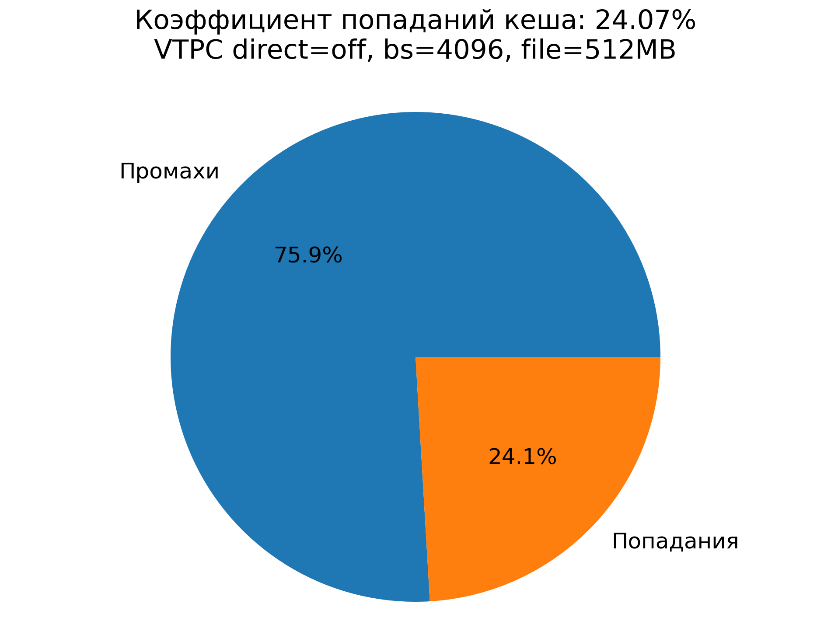 Коэффициент попаданий кеша: 24.07%
VTPC direct=off, bs=4096, file=512MB
Промахи
75.9%
24.1%
Попадания